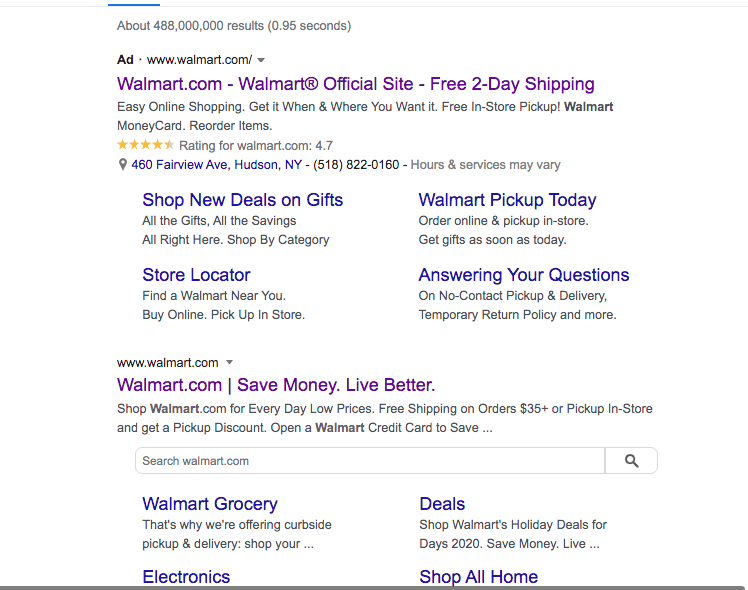 About 488,000,000 results (0.95 seconds)
Ad · www.walmart.com/
Walmart.com - Walmart® Official Site - Free 2-Day Shipping
Easy Online Shopping. Get it When & Where You Want it. Free In-Store Pickup! Walmart
MoneyCard. Reorder Items.
Rating for walmart.com: 4.7
460 Fairview Ave, Hudson, NY - (518) 822-0160 - Hours & services may vary
Shop New Deals on Gifts
All the Gifts, All the Savings
All Right Here. Shop By Category
Walmart Pickup Today
Order online & pickup in-store.
Get gifts as soon as today.
Store Locator
Find a Walmart Near You.
Buy Online. Pick Up In Store.
Answering Your Questions
On No-Contact Pickup & Delivery,
Temporary Return Policy and more.
www.walmart.com
Walmart.com | Save Money. Live Better.
Shop Walmart.com for Every Day Low Prices. Free Shipping on Orders $35+ or Pickup In-Store
and get a Pickup Discount. Open a Walmart Credit Card to Save ...
Search walmart.com
Walmart Grocery
That's why we're offering curbside
pickup & delivery: shop your ...
Deals
Shop Walmart's Holiday Deals for
Days 2020. Save Money. Live ...
Electronics
Shop All Home